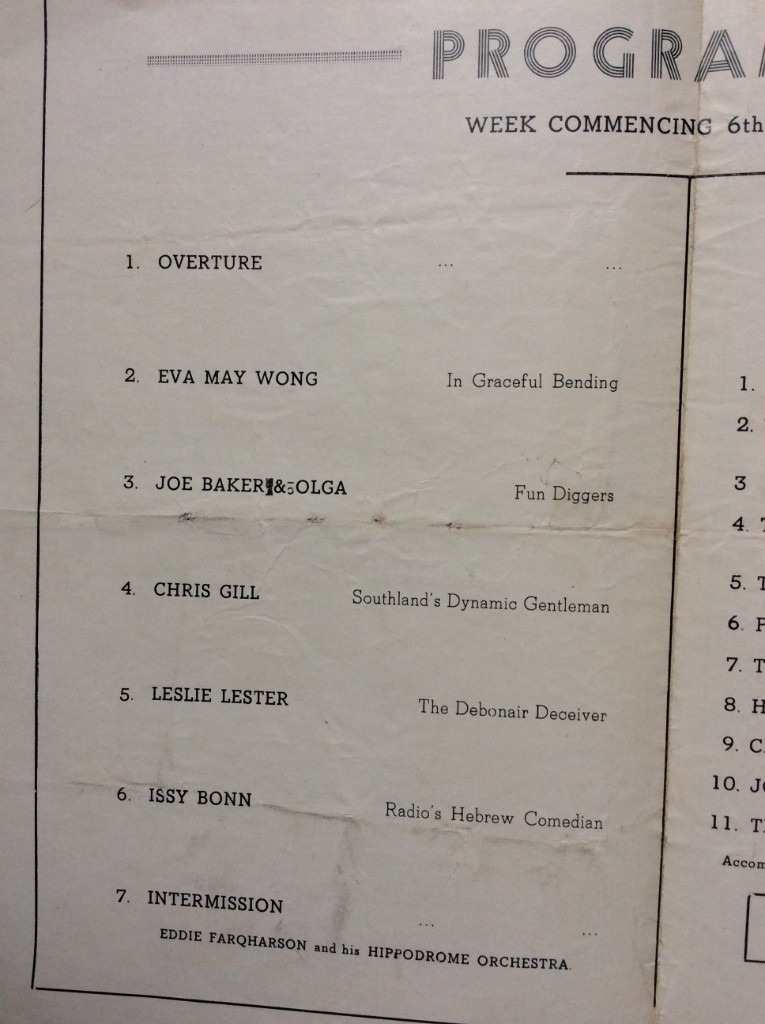 PROGRA
WEEK COMMENCING 6th
1. OVERTURE ... ...
2. EVA MAY WONG In Graceful Bending
3. JOE BAKER & OLGA Fun Diggers
4. CHRIS GILL Southland's Dynamic Gentleman
5. LESLIE LESTER The Debonair Deceiver
6. ISSY BONN Radio's Hebrew Comedian
7. INTERMISSION ... ...
EDDIE FARQHARSON and his HIPPODROME ORCHESTRA.
1.
2.
3
4. T
5. T
6.
7. T
8. H
9. C
10. J
11. T
Accom